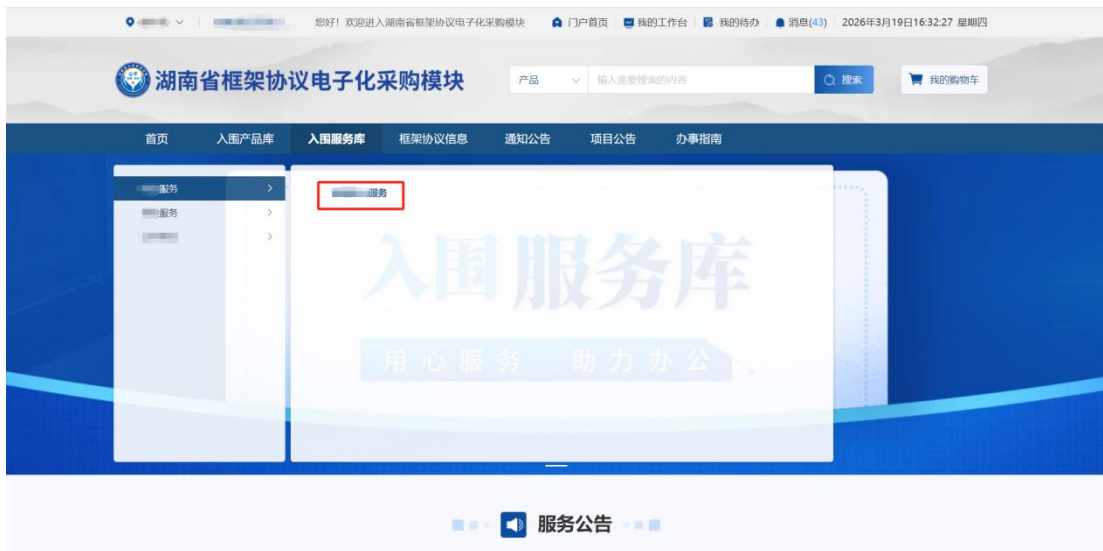 您好！欢迎进入湖南省框架协议电子化采购模块 门户首页 我的工作台 我的待办 消息(43) 2026年3月19日16:32:27 星期四
湖南省框架协议电子化采购模块 产品 输入需要搜索的内容 搜索 我的购物车
首页 入围产品库 入围服务库 框架协议信息 通知公告 项目公告 办事指南
服务 服务
服务
入围服务库
用心服务 助力办公
服务公告